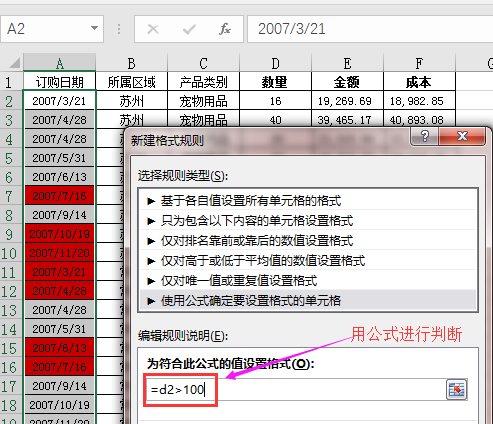 A2 2007/3/21
A B C D E F
1 订购日期 所属区域 产品类别 数量 金额 成本
2 2007/3/21 苏州 宠物用品 16 19,269.69 18,982.85
3 2007/4/28 苏州 宠物用品 40 39,465.17 40,893.08
4 2007/4/28
5 2007/5/31
6 2007/6/13
7 2007/7/16
8 2007/9/14
9 2007/10/19
10 2007/11/20
11 2007/3/21
12 2007/4/28
13 2007/4/28
14 2007/5/31
15 2007/6/13
16 2007/7/16
17 2007/9/14
18 2007/10/19
19 2007/11/20
新建格式规则
选择规则类型(S):
► 基于各自值设置所有单元格的格式
► 只为包含以下内容的单元格设置格式
► 仅对排名靠前或靠后的数值设置格式
► 仅对高于或低于平均值的数值设置格式
► 仅对唯一值或重复值设置格式
► 使用公式确定要设置格式的单元格
编辑规则说明(E):
用公式进行判断
为符合此公式的值设置格式(O):
=d2>100